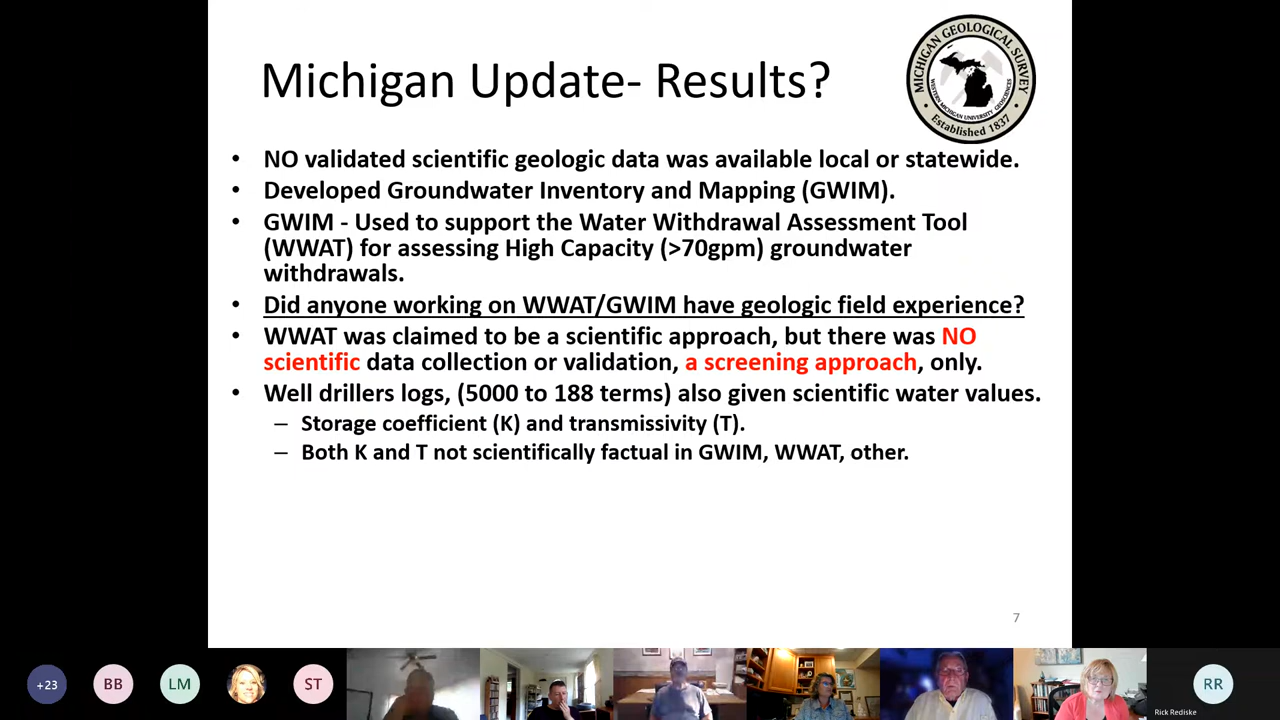 Michigan Update- Results?
MICHIGAN GEOLOGICAL SURVEY
WESTERN MICHIGAN UNIVERSITY GEOSCIENCES
Established 1837
• NO validated scientific geologic data was available local or statewide.
• Developed Groundwater Inventory and Mapping (GWIM).
• GWIM - Used to support the Water Withdrawal Assessment Tool
(WWAT) for assessing High Capacity (>70gpm) groundwater
withdrawals.
• Did anyone working on WWAT/GWIM have geologic field experience?
• WWAT was claimed to be a scientific approach, but there was NO
scientific data collection or validation, a screening approach, only.
• Well drillers logs, (5000 to 188 terms) also given scientific water values.
– Storage coefficient (K) and transmissivity (T).
– Both K and T not scientifically factual in GWIM, WWAT, other.
7
+23
BB
LM
ST
RR
Rick Rediske